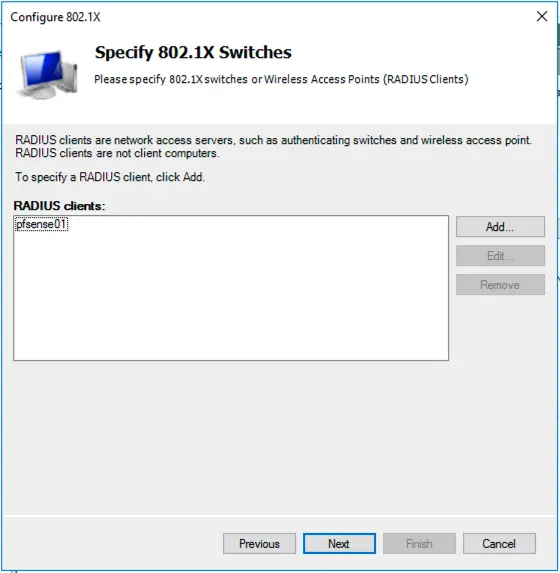 Configure 802.1X
Specify 802.1X Switches
Please specify 802.1X switches or Wireless Access Points (RADIUS Clients)
RADIUS clients are network access servers, such as authenticating switches and wireless access point.
RADIUS clients are not client computers.
To specify a RADIUS client, click Add.
RADIUS clients:
pfsense01
Add...
Edit...
Remove
Previous
Next
Finish
Cancel